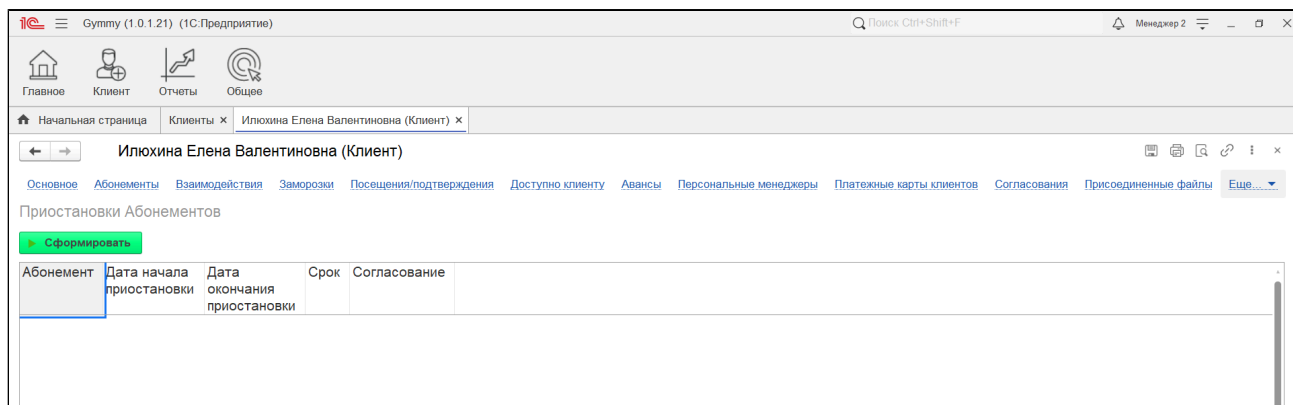 1С Gymmy (1.0.1.21) (1С:Предприятие) Поиск Ctrl+Shift+F Менеджер 2
Главное Клиент Отчеты Общее
Начальная страница Клиенты × Илюхина Елена Валентиновна (Клиент) ×
Илюхина Елена Валентиновна (Клиент)
Основное Абонементы Взаимодействия Заморозки Посещения/подтверждения Доступно клиенту Авансы Персональные менеджеры Платежные карты клиентов Согласования Присоединенные файлы Еще...
Приостановки Абонементов
Сформировать
Абонемент Дата начала приостановки Дата окончания приостановки Срок Согласование